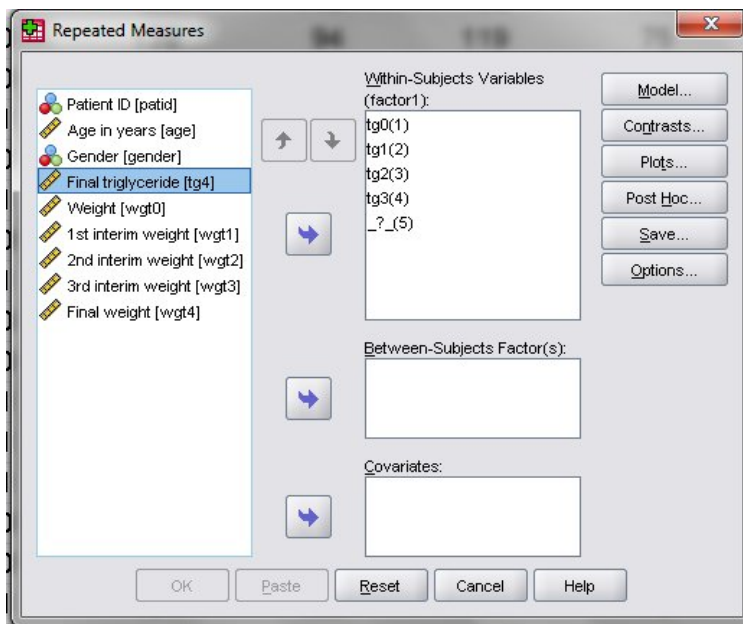 Repeated Measures
94 119 75
Patient ID [patid]
Age in years [age]
Gender [gender]
Final triglyceride [tg4]
Weight [wgt0]
1st interim weight [wgt1]
2nd interim weight [wgt2]
3rd interim weight [wgt3]
Final weight [wgt4]
Within-Subjects Variables
(factor1):
tg0(1)
tg1(2)
tg2(3)
tg3(4)
_?_(5)
Between-Subjects Factor(s):
Covariates:
Model...
Contrasts...
Plots...
Post Hoc...
Save...
Options...
OK
Paste
Reset
Cancel
Help